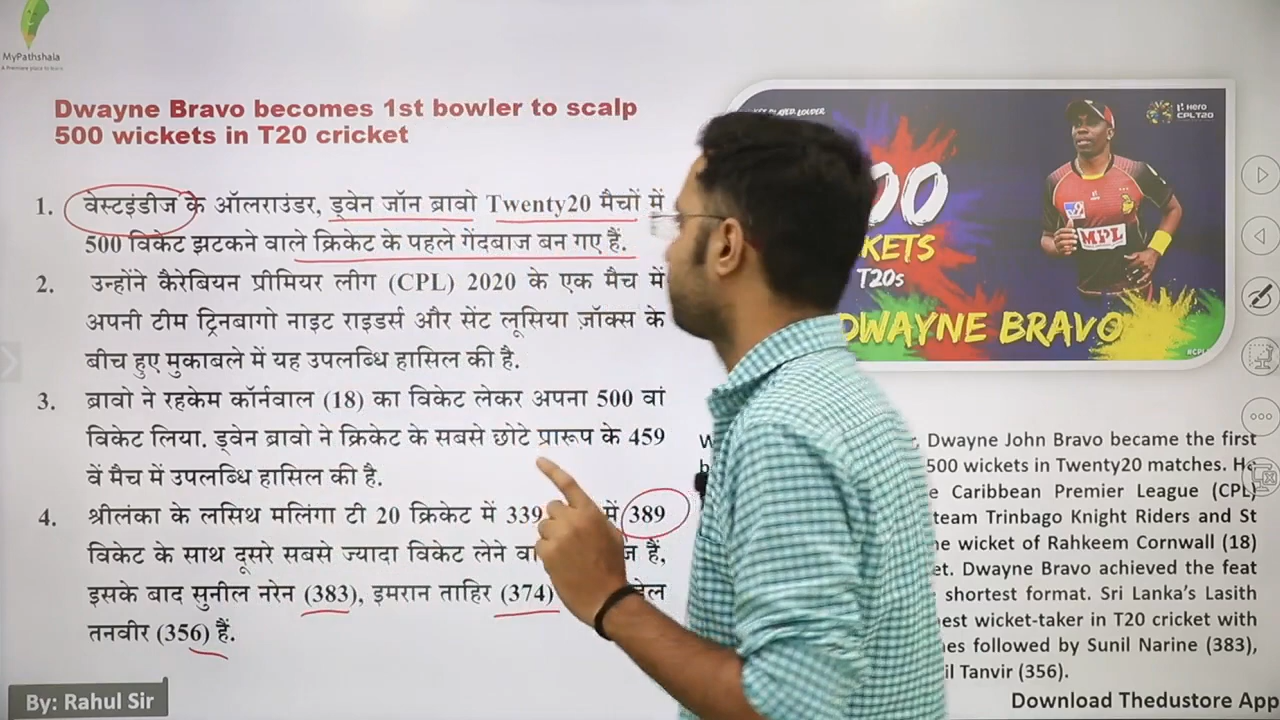 MyPathshala
Dwayne Bravo becomes 1st bowler to scalp
500 wickets in T20 cricket
1. वेस्टइंडीज के ऑलराउंडर, ड्वेन जॉन ब्रावो Twenty20 मैचों में
500 विकेट झटकने वाले क्रिकेट के पहले गेंदबाज बन गए हैं.
2. उन्होंने कैरेबियन प्रीमियर लीग (CPL) 2020 के एक मैच में
अपनी टीम ट्रिनबागो नाइट राइडर्स और सेंट लूसिया ज़ॉक्स के
बीच हुए मुकाबले में यह उपलब्धि हासिल की है.
3. ब्रावो ने रहकेम कॉर्नवाल (18) का विकेट लेकर अपना 500 वां
विकेट लिया. ड्वेन ब्रावो ने क्रिकेट के सबसे छोटे प्रारूप के 459
वें मैच में उपलब्धि हासिल की है.
4. श्रीलंका के लसिथ मलिंगा टी 20 क्रिकेट में 339 में 389
विकेट के साथ दूसरे सबसे ज्यादा विकेट लेने हैं,
इसके बाद सुनील नरेन (383), इमरान ताहिर (374)
तनवीर (356) हैं.
By: Rahul Sir
Hero
CPLT20
MPL
T20s
DWAYNE BRAVO
Dwayne John Bravo became the first
500 wickets in Twenty20 matches. He
Caribbean Premier League (CPL)
team Trinbago Knight Riders and St
wicket of Rahkeem Cornwall (18)
Dwayne Bravo achieved the feat
shortest format. Sri Lanka's Lasith
wicket-taker in T20 cricket with
followed by Sunil Narine (383),
Tanvir (356).
Download Thedustore App